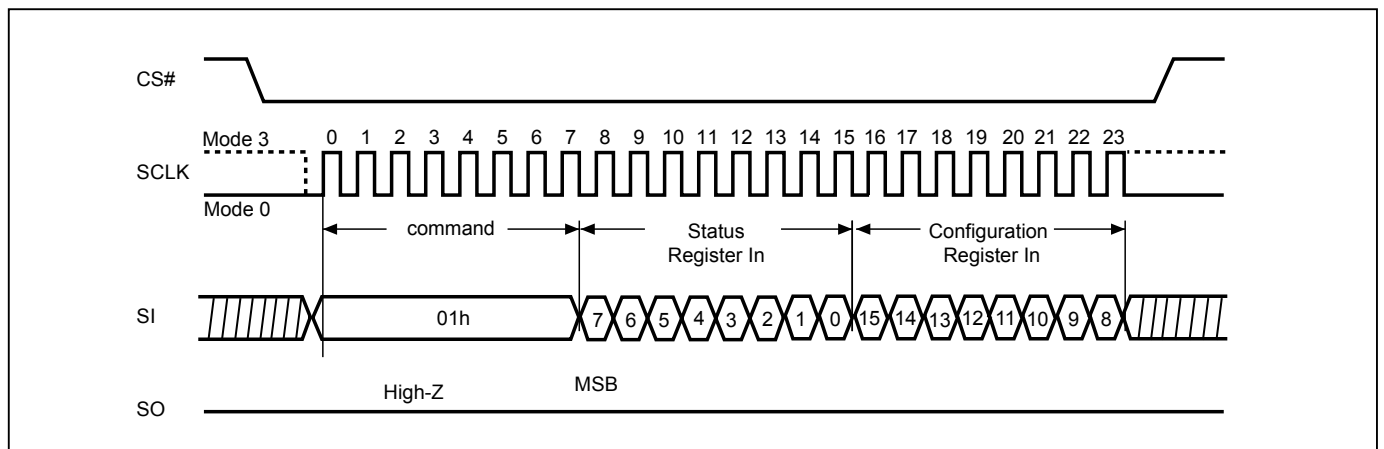 CS#
Mode 3
0 1 2 3 4 5 6 7 8 9 10 11 12 13 14 15 16 17 18 19 20 21 22 23
SCLK
Mode 0
command
Status
Register In
Configuration
Register In
SI
01h
7 6 5 4 3 2 1 0 15 14 13 12 11 10 9 8
High-Z
MSB
SO